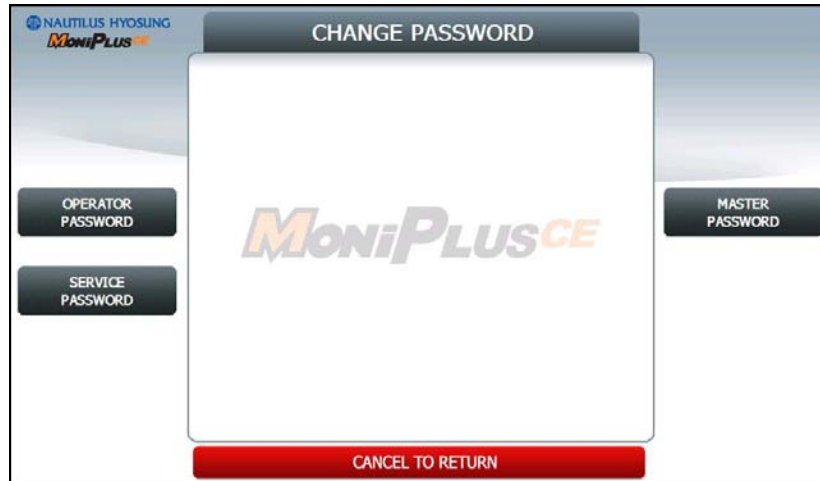 NAUTILUS HYOSUNG
MoniPlusCE
CHANGE PASSWORD
OPERATOR
PASSWORD
MASTER
PASSWORD
MoniPlusCE
SERVICE
PASSWORD
CANCEL TO RETURN